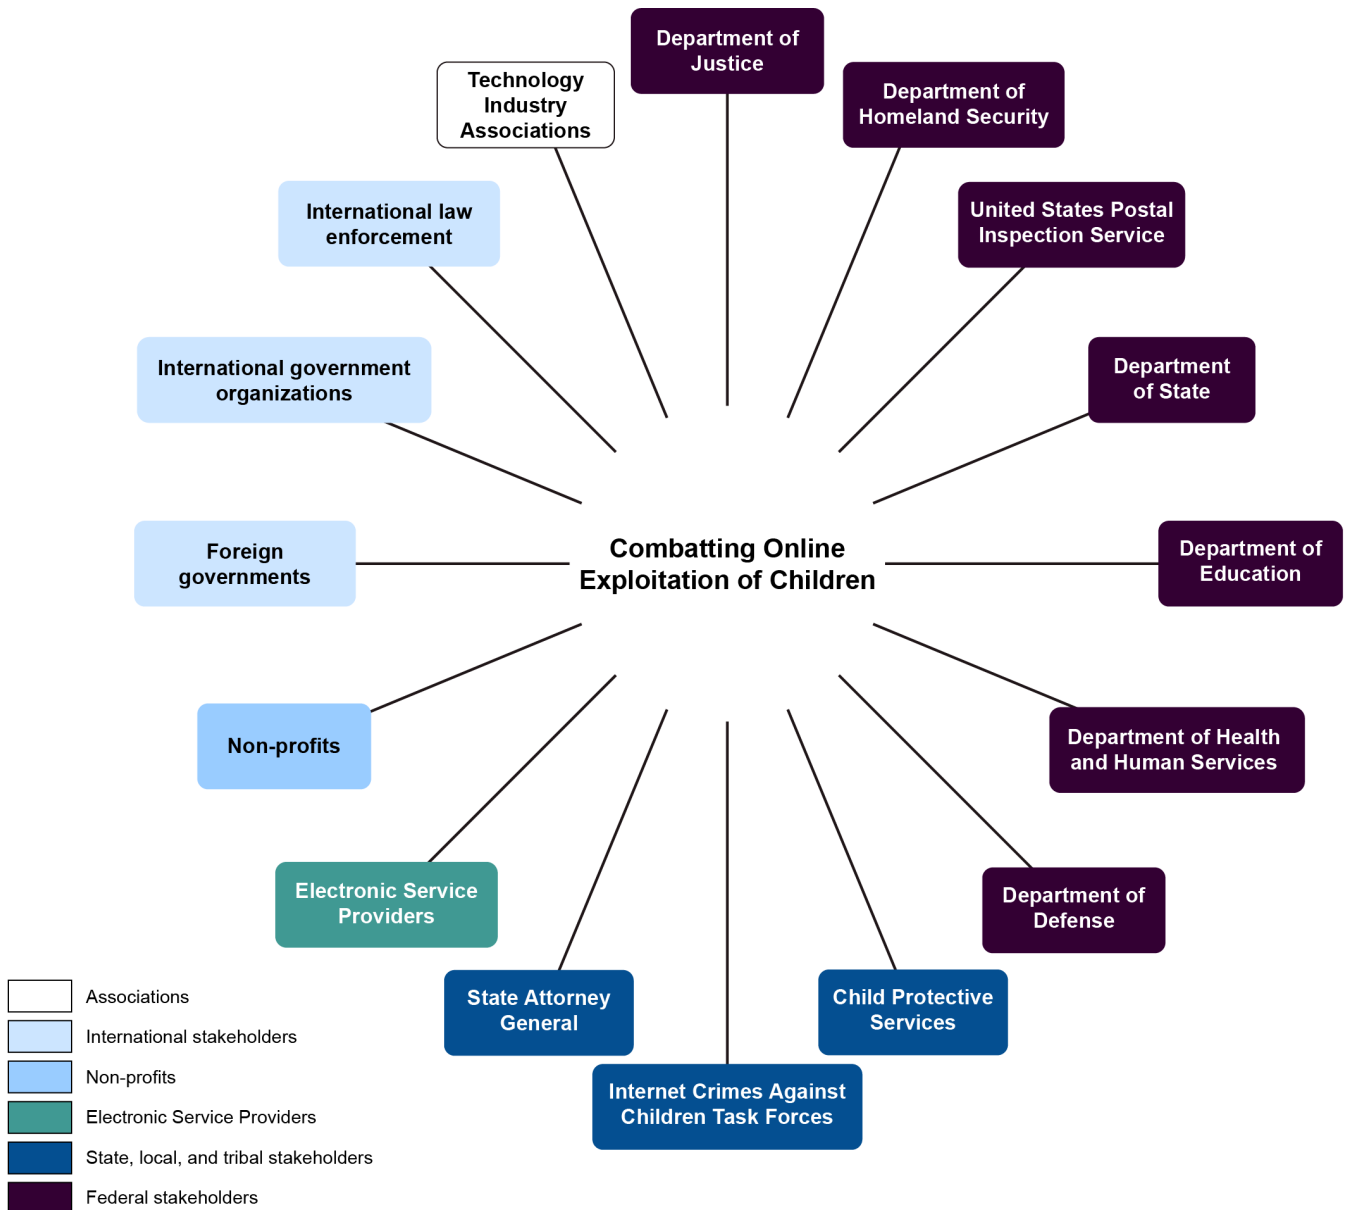 Department of
Justice
Technology
Industry
Associations
Department of
Homeland Security
International law
enforcement
United States Postal
Inspection Service
International government
organizations
Department
of State
Foreign
governments
Combatting Online
Exploitation of Children
Department of
Education
Non-profits
Department of Health
and Human Services
Electronic Service
Providers
Department of
Defense
State Attorney
General
Child Protective
Services
Internet Crimes Against
Children Task Forces
Associations
International stakeholders
Non-profits
Electronic Service Providers
State, local, and tribal stakeholders
Federal stakeholders